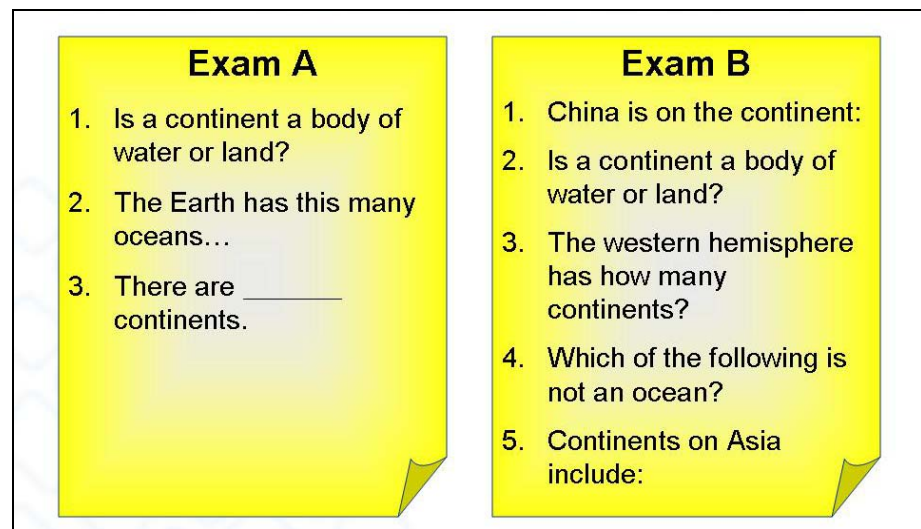 Exam A
1. Is a continent a body of
water or land?
2. The Earth has this many
oceans…
3. There are _______
continents.
Exam B
1. China is on the continent:
2. Is a continent a body of
water or land?
3. The western hemisphere
has how many
continents?
4. Which of the following is
not an ocean?
5. Continents on Asia
include: